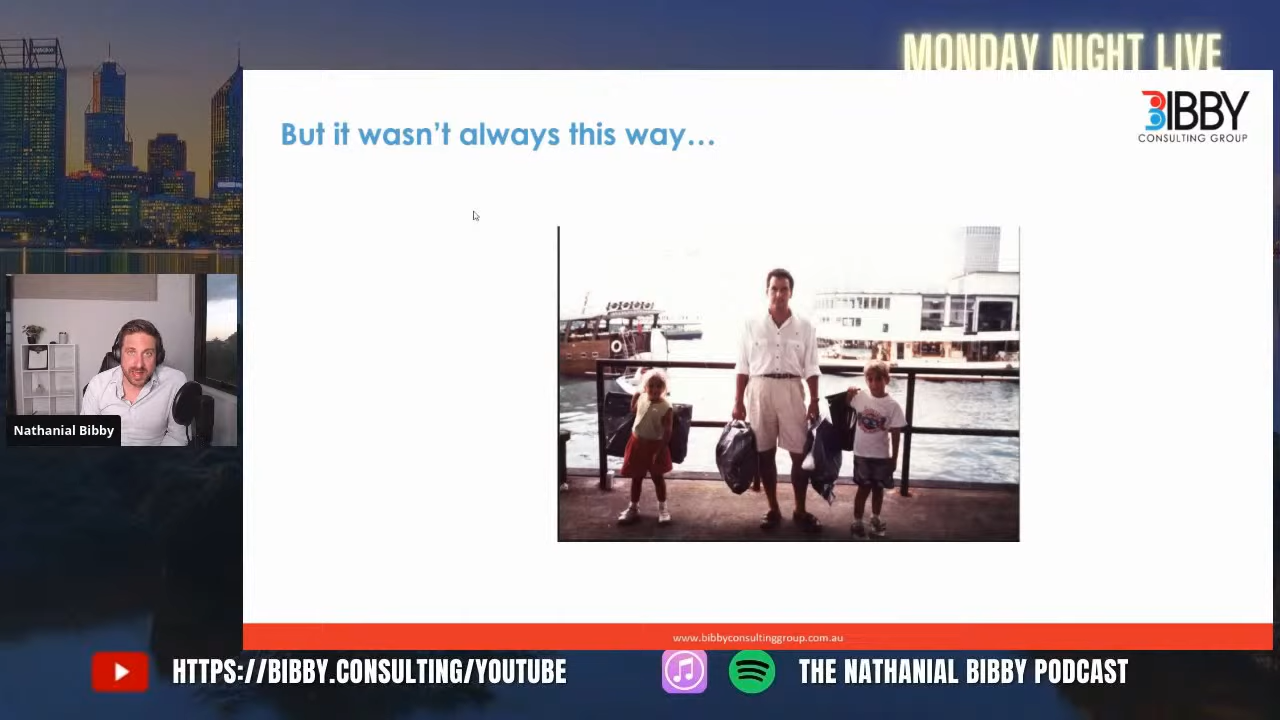 MONDAY NIGHT LIVE
BIBBY
CONSULTING GROUP
But it wasn't always this way...
Nathanial Bibby
www.bibbyconsultinggroup.com.au
HTTPS://BIBBY.CONSULTING/YOUTUBE
THE NATHANIAL BIBBY PODCAST